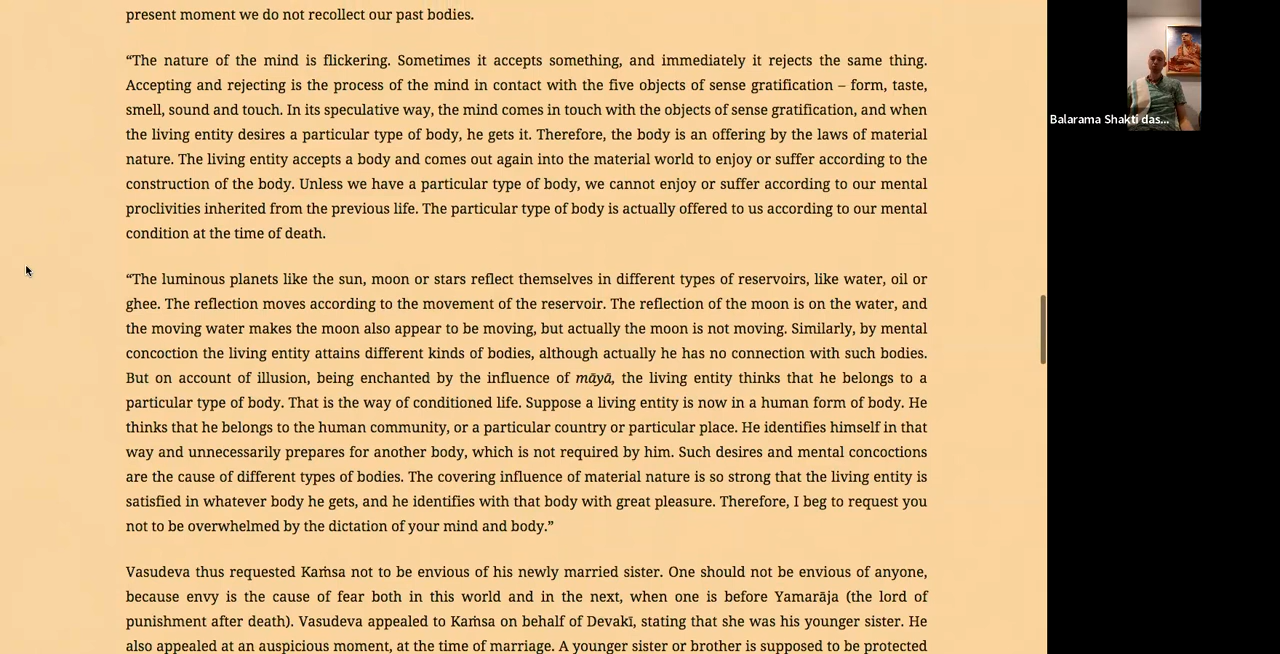 present moment we do not recollect our past bodies.
“The nature of the mind is flickering. Sometimes it accepts something, and immediately it rejects the same thing.
Accepting and rejecting is the process of the mind in contact with the five objects of sense gratification – form, taste,
smell, sound and touch. In its speculative way, the mind comes in touch with the objects of sense gratification, and when
the living entity desires a particular type of body, he gets it. Therefore, the body is an offering by the laws of material
nature. The living entity accepts a body and comes out again into the material world to enjoy or suffer according to the
construction of the body. Unless we have a particular type of body, we cannot enjoy or suffer according to our mental
proclivities inherited from the previous life. The particular type of body is actually offered to us according to our mental
condition at the time of death.
“The luminous planets like the sun, moon or stars reflect themselves in different types of reservoirs, like water, oil or
ghee. The reflection moves according to the movement of the reservoir. The reflection of the moon is on the water, and
the moving water makes the moon also appear to be moving, but actually the moon is not moving. Similarly, by mental
concoction the living entity attains different kinds of bodies, although actually he has no connection with such bodies.
But on account of illusion, being enchanted by the influence of māyā, the living entity thinks that he belongs to a
particular type of body. That is the way of conditioned life. Suppose a living entity is now in a human form of body. He
thinks that he belongs to the human community, or a particular country or particular place. He identifies himself in that
way and unnecessarily prepares for another body, which is not required by him. Such desires and mental concoctions
are the cause of different types of bodies. The covering influence of material nature is so strong that the living entity is
satisfied in whatever body he gets, and he identifies with that body with great pleasure. Therefore, I beg to request you
not to be overwhelmed by the dictation of your mind and body.”
Vasudeva thus requested Kaṁsa not to be envious of his newly married sister. One should not be envious of anyone,
because envy is the cause of fear both in this world and in the next, when one is before Yamarāja (the lord of
punishment after death). Vasudeva appealed to Kaṁsa on behalf of Devakī, stating that she was his younger sister. He
also appealed at an auspicious moment, at the time of marriage. A younger sister or brother is supposed to be protected
Balarama Shakti das...